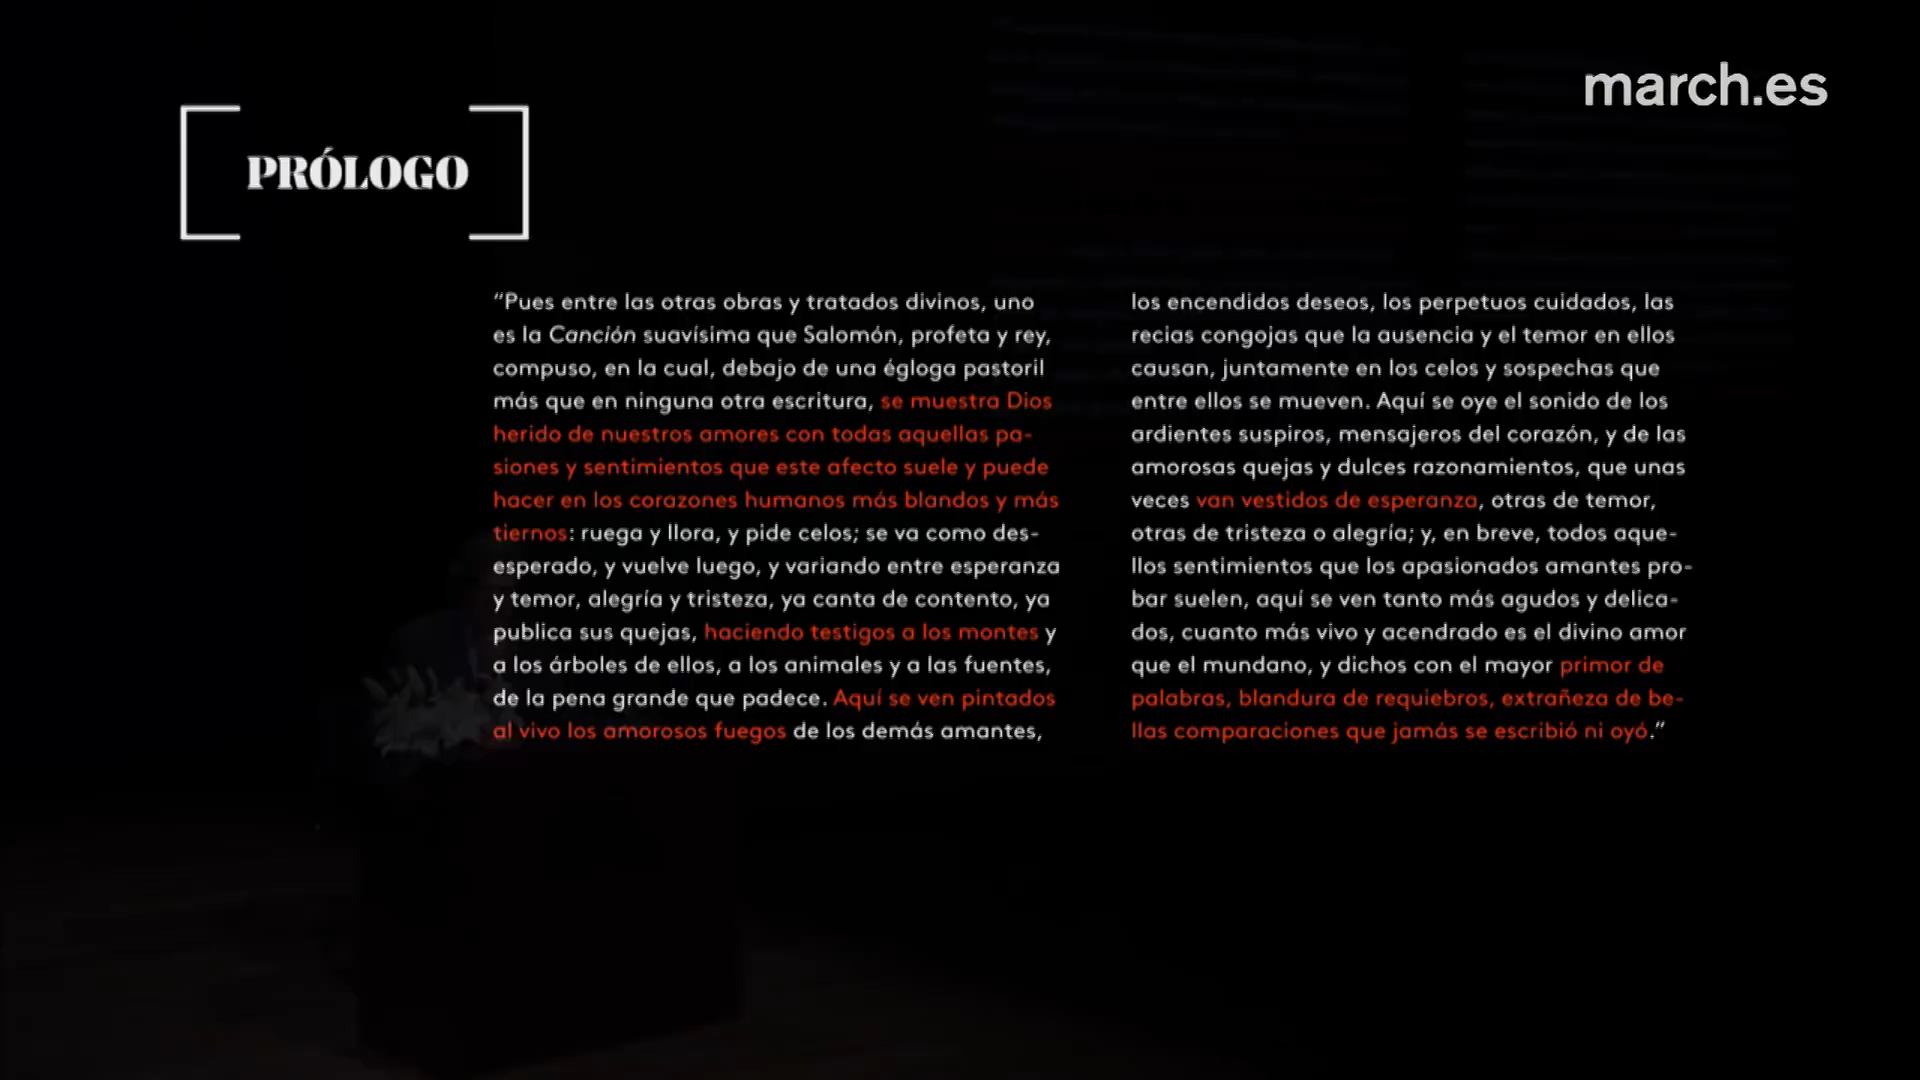 march.es
PRÓLOGO
“Pues entre las otras obras y tratados divinos, uno
es la Canción suavísima que Salomón, profeta y rey,
compuso, en la cual, debajo de una égloga pastoril
más que en ninguna otra escritura, se muestra Dios
herido de nuestros amores con todas aquellas pa-
siones y sentimientos que este afecto suele y puede
hacer en los corazones humanos más blandos y más
tiernos: ruega y llora, y pide celos; se va como des-
esperado, y vuelve luego, y variando entre esperanza
y temor, alegría y tristeza, ya canta de contento, ya
publica sus quejas, haciendo testigos a los montes y
a los árboles de ellos, a los animales y a las fuentes,
de la pena grande que padece. Aquí se ven pintados
al vivo los amorosos fuegos de los demás amantes,
los encendidos deseos, los perpetuos cuidados, las
recias congojas que la ausencia y el temor en ellos
causan, juntamente en los celos y sospechas que
entre ellos se mueven. Aquí se oye el sonido de los
ardientes suspiros, mensajeros del corazón, y de las
amorosas quejas y dulces razonamientos, que unas
veces van vestidos de esperanza, otras de temor,
otras de tristeza o alegría; y, en breve, todos aque-
llos sentimientos que los apasionados amantes pro-
bar suelen, aquí se ven tanto más agudos y delica-
dos, cuanto más vivo y acendrado es el divino amor
que el mundano, y dichos con el mayor primor de
palabras, blandura de requiebros, extrañeza de be-
llas comparaciones que jamás se escribió ni oyó.”